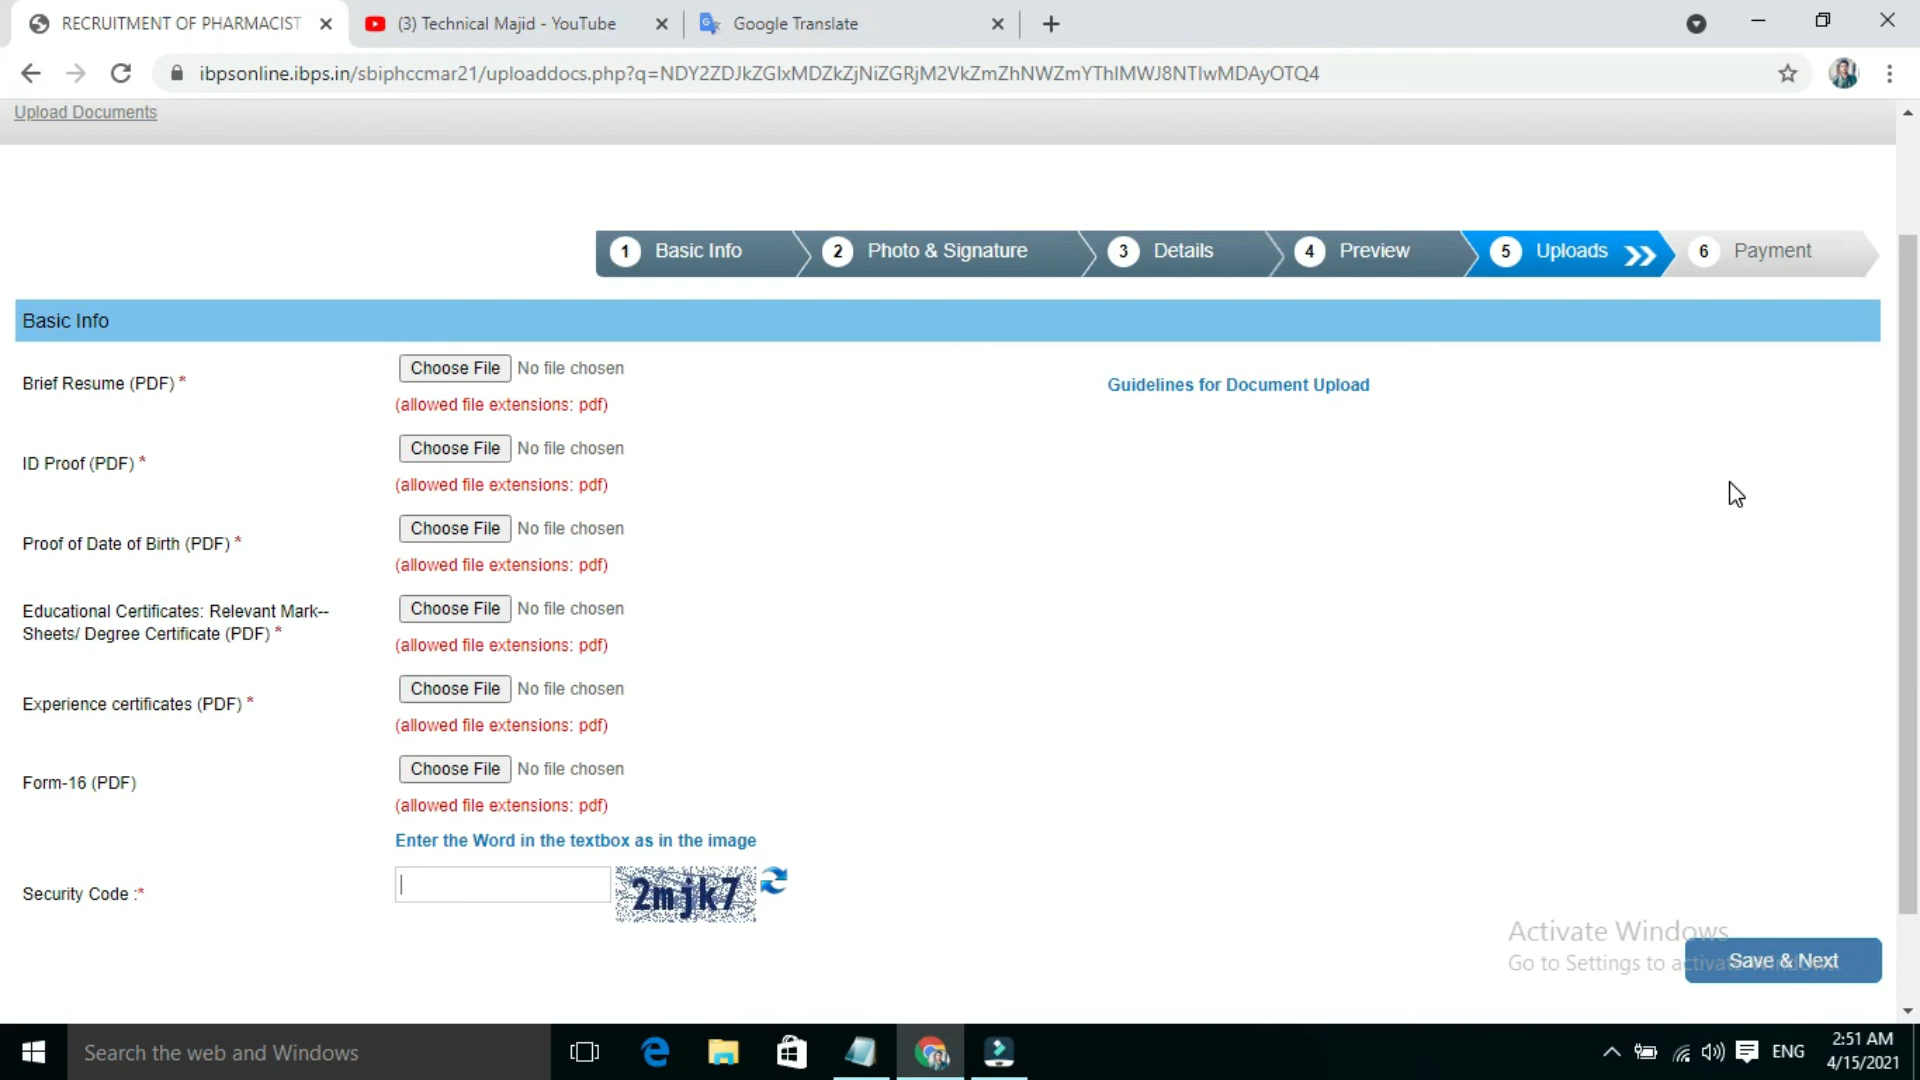 RECRUITMENT OF PHARMACIST
(3) Technical Majid - YouTube
Google Translate
ibpsonline.ibps.in/sbiphccmar21/uploaddocs.php?q=NDY2ZDJkZGIxMDZkZjNiZGRjM2VkZmZhNWZmYThIMWJ8NTIwMDAyOTQ4
Upload Documents
1 Basic Info
2 Photo & Signature
3 Details
4 Preview
5 Uploads
6 Payment
Basic Info
Brief Resume (PDF) *
Choose File No file chosen
(allowed file extensions: pdf)
Guidelines for Document Upload
ID Proof (PDF) *
Choose File No file chosen
(allowed file extensions: pdf)
Proof of Date of Birth (PDF) *
Choose File No file chosen
(allowed file extensions: pdf)
Educational Certificates: Relevant Mark--
Sheets/ Degree Certificate (PDF) *
Choose File No file chosen
(allowed file extensions: pdf)
Experience certificates (PDF) *
Choose File No file chosen
(allowed file extensions: pdf)
Form-16 (PDF)
Choose File No file chosen
(allowed file extensions: pdf)
Enter the Word in the textbox as in the image
Security Code :*
2mjk7
Activate Windows
Go to Settings to activate Windows.
Save & Next
Search the web and Windows
ENG
2:51 AM
4/15/2021